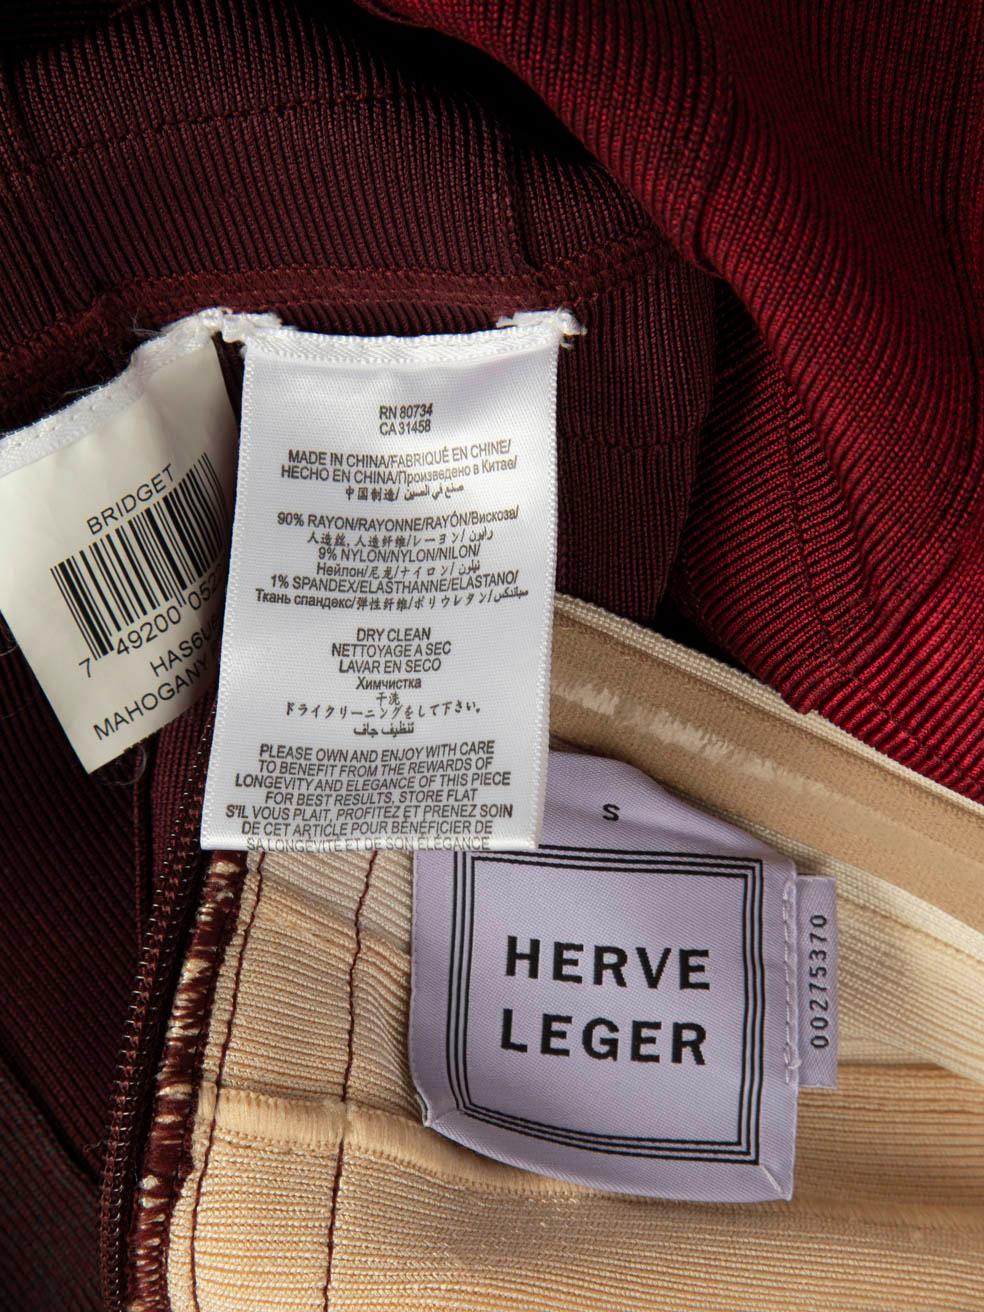 BRIDGET
7 49200 052
HAS6U
MAHOGANY
RN 80734
CA 31458
MADE IN CHINA/FABRIQUÉ EN CHINE/
HECHO EN CHINA/Произведено в Китае/
中国制造/صنع في الصين
90% RAYON/RAYONNE/RAYÓN/Вискоза/
人造丝, 人造纤维/レーヨン/رايون
9% NYLON/NYLON/NILON/
Нейлон/尼龙/ナイロン/نيلون
1% SPANDEX/ELASTHANNE/ELASTANO/
Ткань спандекс/弹性纤维/ポリウレタン/سباندكس
DRY CLEAN
NETTOYAGE A SEC
LAVAR EN SECO
Химчистка
干洗
ドライクリーニングをして下さい。
تنظيف جاف
PLEASE OWN AND ENJOY WITH CARE
TO BENEFIT FROM THE REWARDS OF
LONGEVITY AND ELEGANCE OF THIS PIECE
FOR BEST RESULTS, STORE FLAT
S'IL VOUS PLAIT, PROFITEZ ET PRENEZ SOIN
DE CET ARTICLE POUR BÉNÉFICIER DE
SA LONGÉVITÉ ET DE SON ÉLÉGANCE
S
HERVE
LEGER
00275370